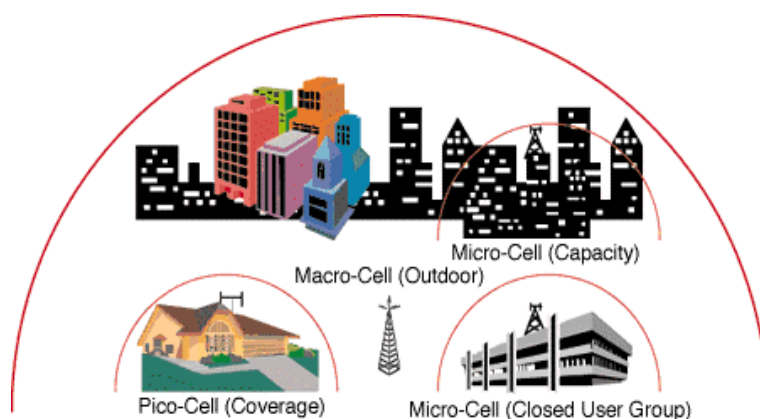 Micro-Cell (Capacity)
Macro-Cell (Outdoor)
Pico-Cell (Coverage)
Micro-Cell (Closed User Group)